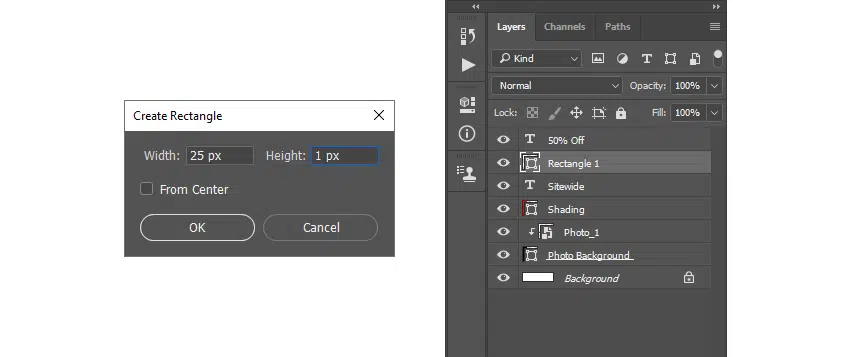 Create Rectangle
Width: 25 px Height: 1 px
From Center
OK Cancel
Layers Channels Paths
Kind
Normal Opacity: 100%
Lock: Fill: 100%
50% Off
Rectangle 1
Sitewide
Shading
Photo_1
Photo Background
Background